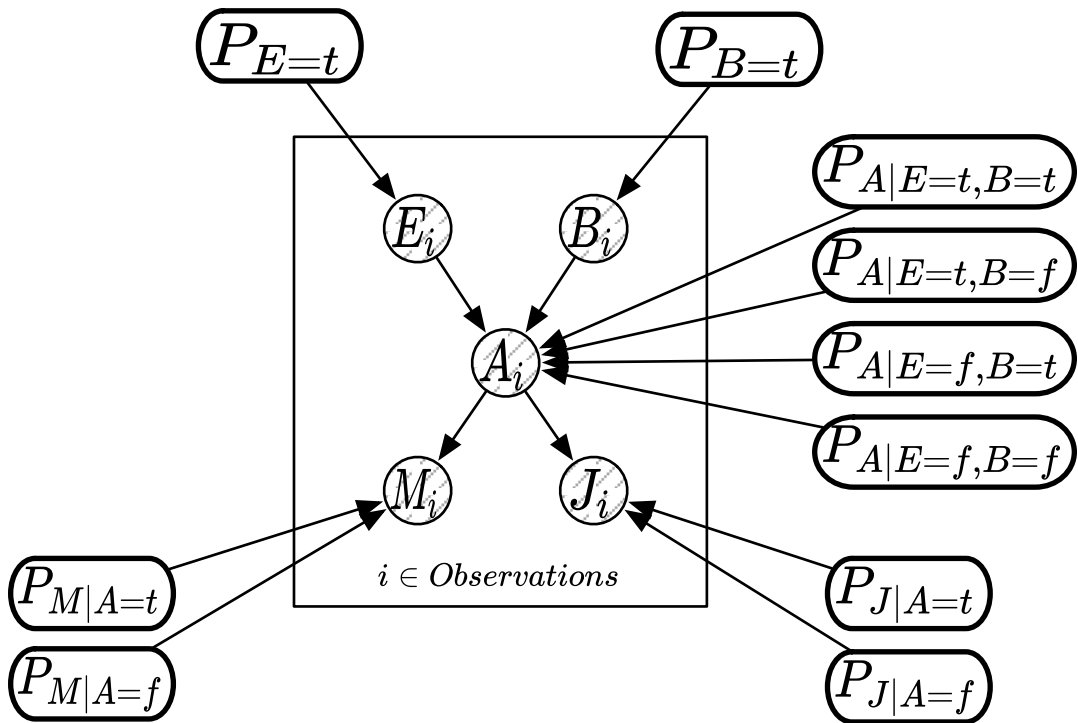 P_{E=t}
P_{B=t}
P_{A|E=t,B=t}
E_i
B_i
P_{A|E=t,B=f}
A_i
P_{A|E=f,B=t}
P_{A|E=f,B=f}
M_i
J_i
i ∈ Observations
P_{M|A=t}
P_{J|A=t}
P_{M|A=f}
P_{J|A=f}